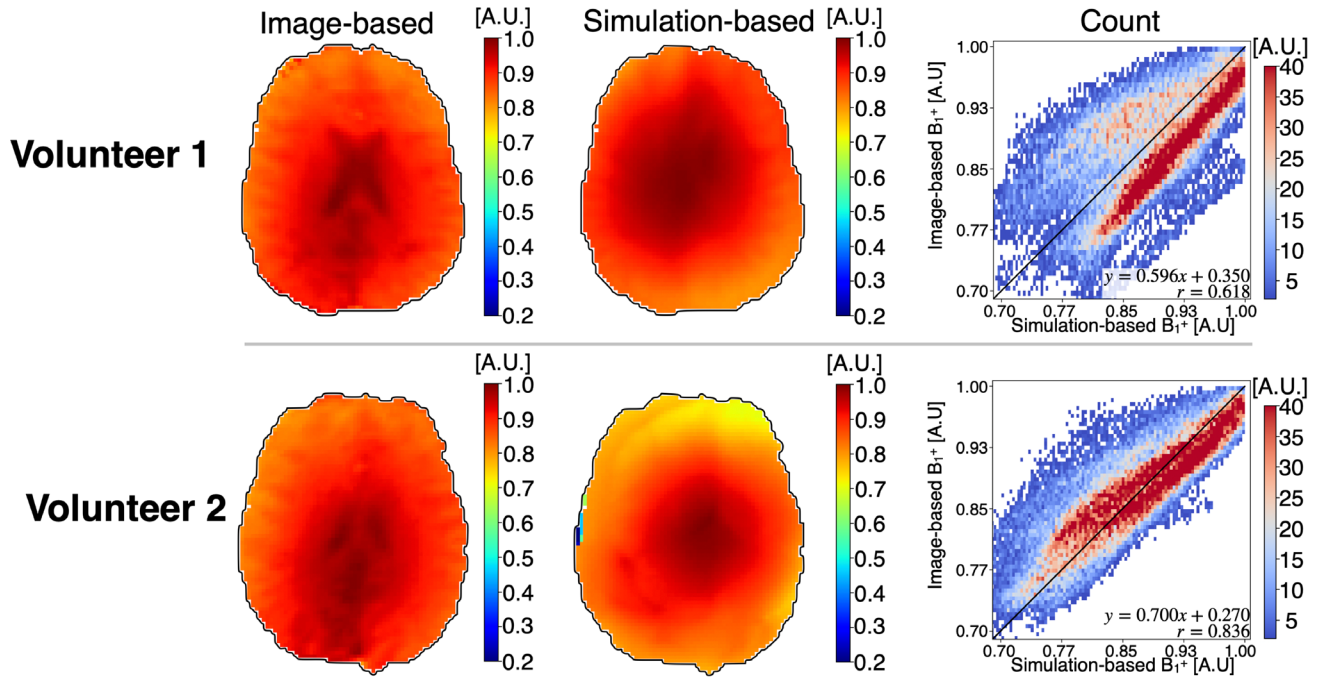 Image-based
Simulation-based
Count
[A.U.]
[A.U.]
[A.U.]
Volunteer 1
1.0
0.9
0.8
0.7
0.6
0.5
0.4
0.3
0.2
1.0
0.9
0.8
0.7
0.6
0.5
0.4
0.3
0.2
Image-based B₁⁺ [A.U]
1.00
0.93
0.85
0.77
0.70
y = 0.596x + 0.350
r = 0.618
0.70 0.77 0.85 0.93 1.00
Simulation-based B₁⁺ [A.U]
40
35
30
25
20
15
10
5
[A.U.]
[A.U.]
[A.U.]
Volunteer 2
1.0
0.9
0.8
0.7
0.6
0.5
0.4
0.3
0.2
1.0
0.9
0.8
0.7
0.6
0.5
0.4
0.3
0.2
Image-based B₁⁺ [A.U]
1.00
0.93
0.85
0.77
0.70
y = 0.700x + 0.270
r = 0.836
0.70 0.77 0.85 0.93 1.00
Simulation-based B₁⁺ [A.U]
40
35
30
25
20
15
10
5